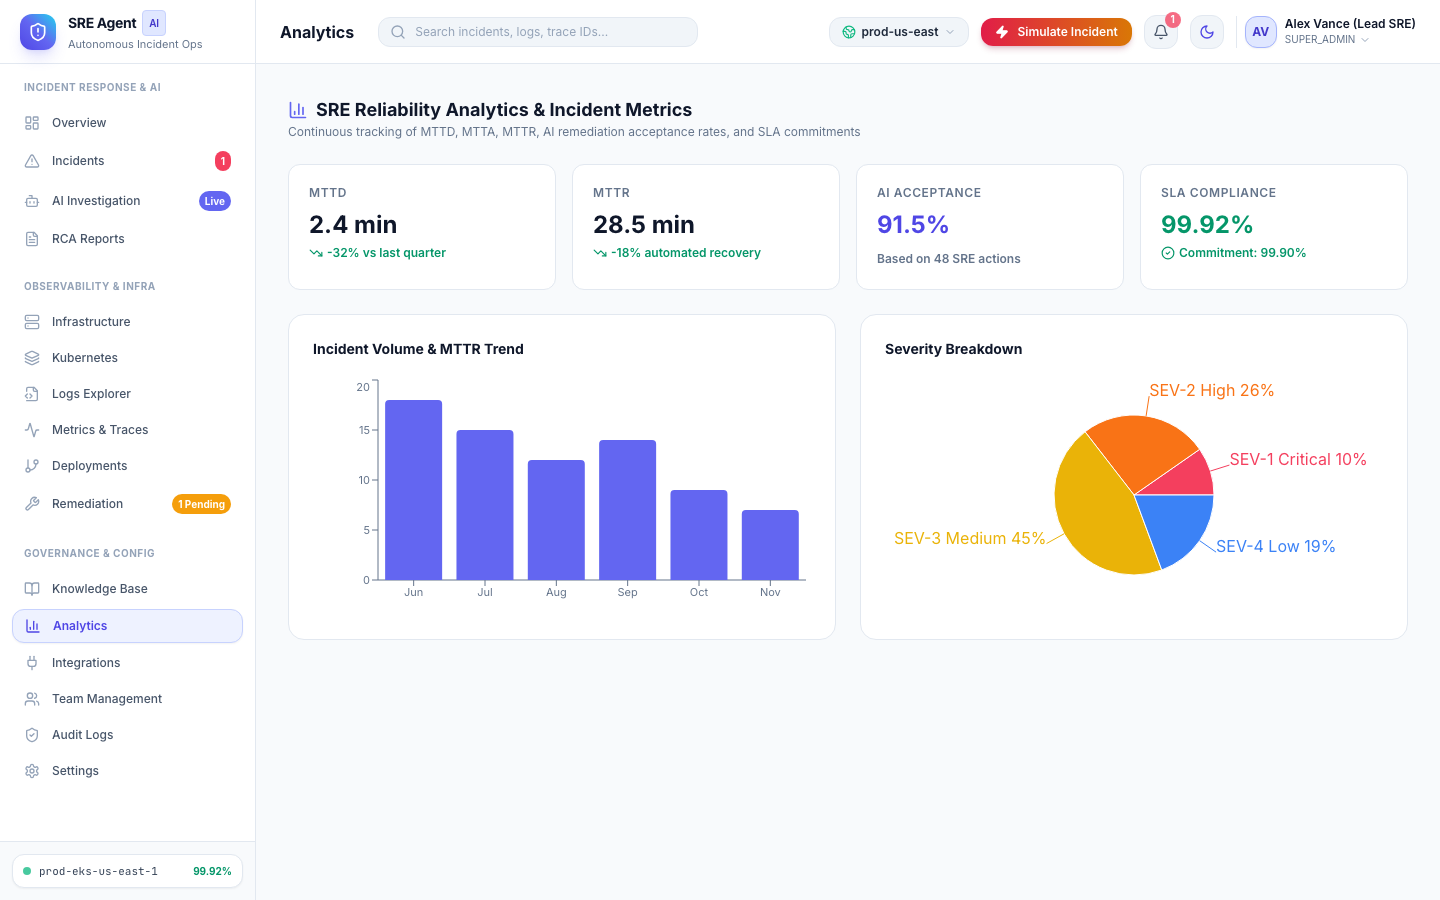 SRE Agent AI
Autonomous Incident Ops
INCIDENT RESPONSE & AI
Overview
Incidents 1
AI Investigation Live
RCA Reports
OBSERVABILITY & INFRA
Infrastructure
Kubernetes
Logs Explorer
Metrics & Traces
Deployments
Remediation 1 Pending
GOVERNANCE & CONFIG
Knowledge Base
Analytics
Integrations
Team Management
Audit Logs
Settings
prod-eks-us-east-1 99.92%
Analytics
Search incidents, logs, trace IDs...
prod-us-east
Simulate Incident
1
AV
Alex Vance (Lead SRE)
SUPER_ADMIN
SRE Reliability Analytics & Incident Metrics
Continuous tracking of MTTD, MTTA, MTTR, AI remediation acceptance rates, and SLA commitments
MTTD
2.4 min
-32% vs last quarter
MTTR
28.5 min
-18% automated recovery
AI ACCEPTANCE
91.5%
Based on 48 SRE actions
SLA COMPLIANCE
99.92%
Commitment: 99.90%
Incident Volume & MTTR Trend
20
15
10
5
0
Jun Jul Aug Sep Oct Nov
Severity Breakdown
SEV-2 High 26%
SEV-1 Critical 10%
SEV-3 Medium 45%
SEV-4 Low 19%